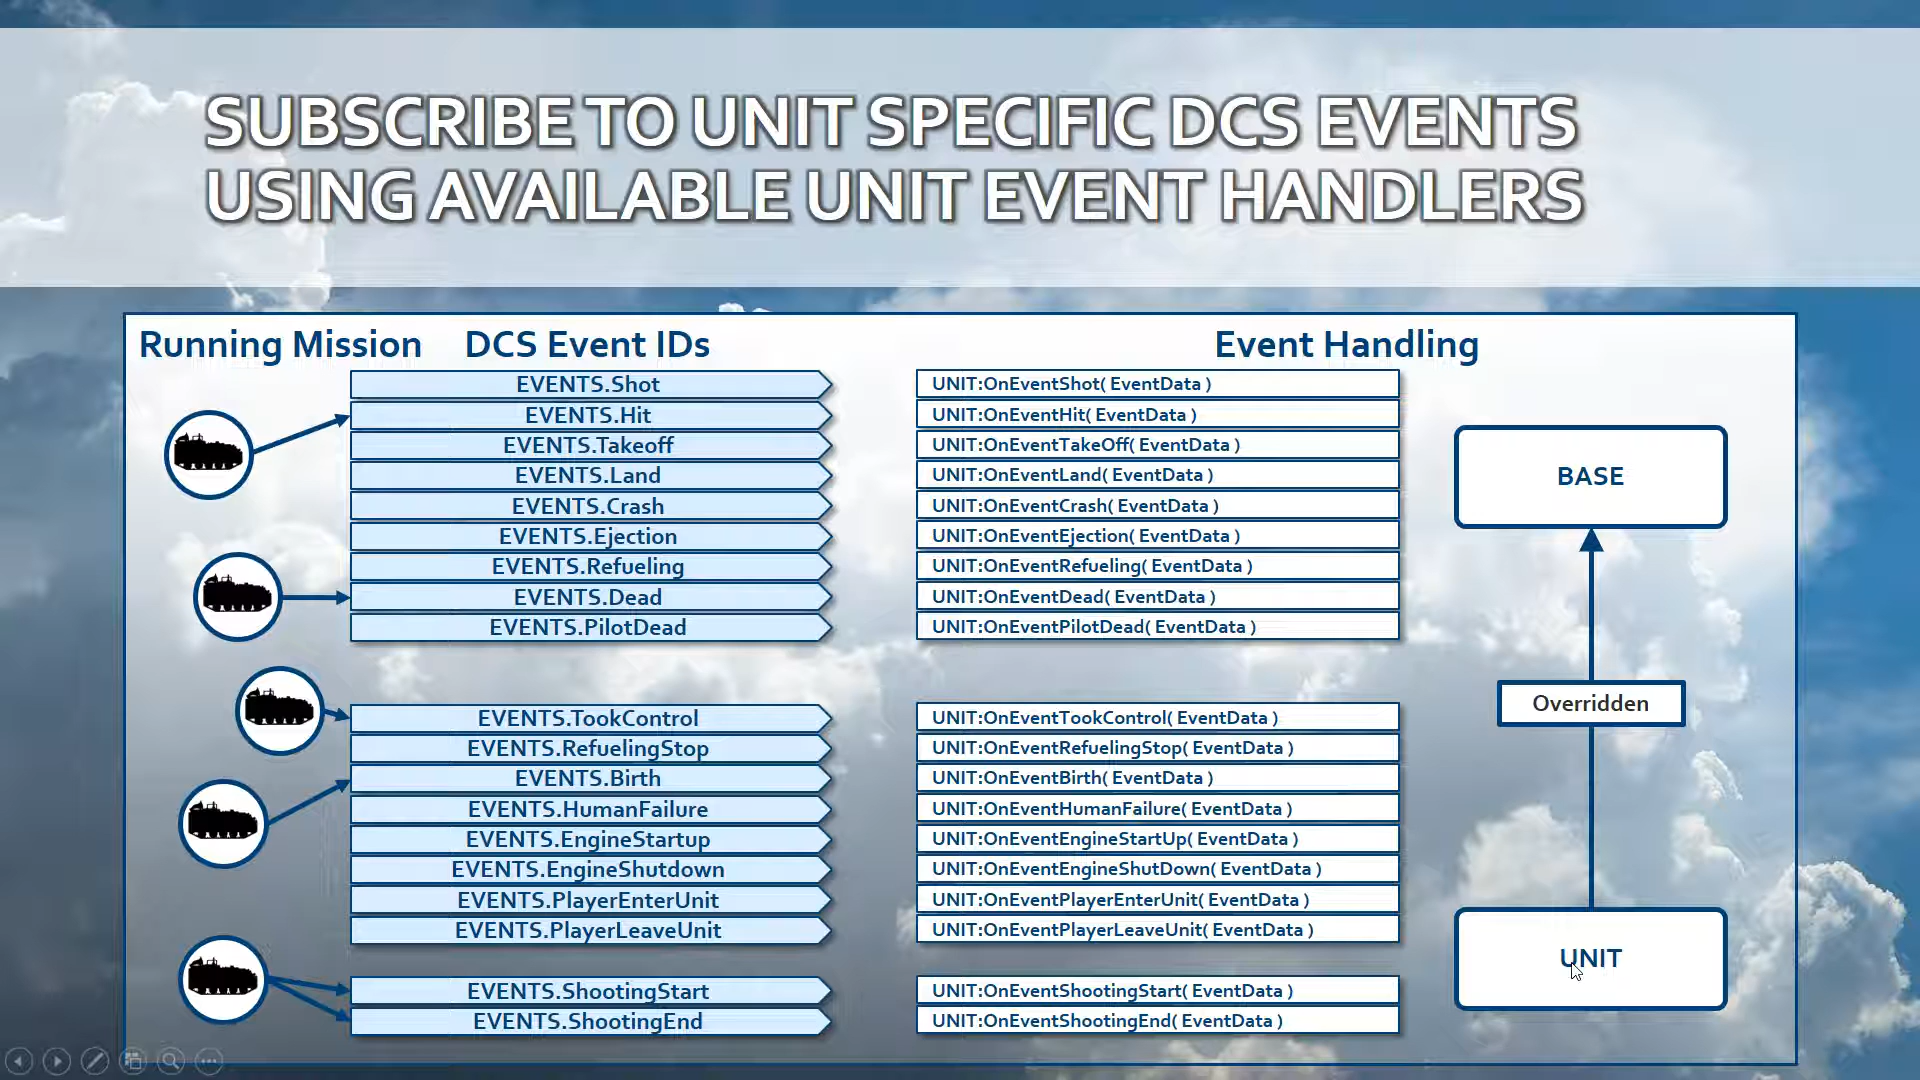 SUBSCRIBE TO UNIT SPECIFIC DCS EVENTS
USING AVAILABLE UNIT EVENT HANDLERS
Running Mission
DCS Event IDs
Event Handling
EVENTS.Shot
EVENTS.Hit
EVENTS.Takeoff
EVENTS.Land
EVENTS.Crash
EVENTS.Ejection
EVENTS.Refueling
EVENTS.Dead
EVENTS.PilotDead
EVENTS.TookControl
EVENTS.RefuelingStop
EVENTS.Birth
EVENTS.HumanFailure
EVENTS.EngineStartup
EVENTS.EngineShutdown
EVENTS.PlayerEnterUnit
EVENTS.PlayerLeaveUnit
EVENTS.ShootingStart
EVENTS.ShootingEnd
UNIT:OnEventShot( EventData )
UNIT:OnEventHit( EventData )
UNIT:OnEventTakeOff( EventData )
UNIT:OnEventLand( EventData )
UNIT:OnEventCrash( EventData )
UNIT:OnEventEjection( EventData )
UNIT:OnEventRefueling( EventData )
UNIT:OnEventDead( EventData )
UNIT:OnEventPilotDead( EventData )
UNIT:OnEventTookControl( EventData )
UNIT:OnEventRefuelingStop( EventData )
UNIT:OnEventBirth( EventData )
UNIT:OnEventHumanFailure( EventData )
UNIT:OnEventEngineStartUp( EventData )
UNIT:OnEventEngineShutDown( EventData )
UNIT:OnEventPlayerEnterUnit( EventData )
UNIT:OnEventPlayerLeaveUnit( EventData )
UNIT:OnEventShootingStart( EventData )
UNIT:OnEventShootingEnd( EventData )
BASE
Overridden
UNIT